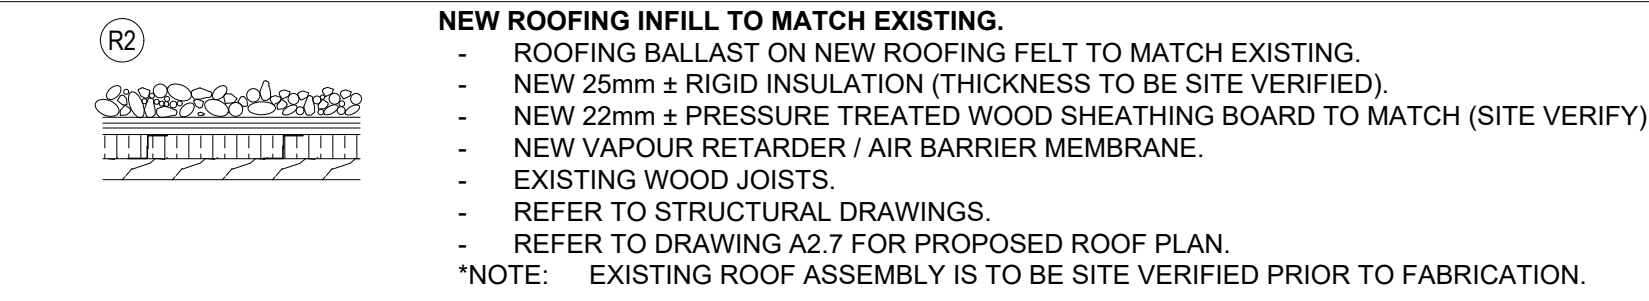 R2
NEW ROOFING INFILL TO MATCH EXISTING.
- ROOFING BALLAST ON NEW ROOFING FELT TO MATCH EXISTING.
- NEW 25mm ± RIGID INSULATION (THICKNESS TO BE SITE VERIFIED).
- NEW 22mm ± PRESSURE TREATED WOOD SHEATHING BOARD TO MATCH (SITE VERIFY)
- NEW VAPOUR RETARDER / AIR BARRIER MEMBRANE.
- EXISTING WOOD JOISTS.
- REFER TO STRUCTURAL DRAWINGS.
- REFER TO DRAWING A2.7 FOR PROPOSED ROOF PLAN.
*NOTE: EXISTING ROOF ASSEMBLY IS TO BE SITE VERIFIED PRIOR TO FABRICATION.